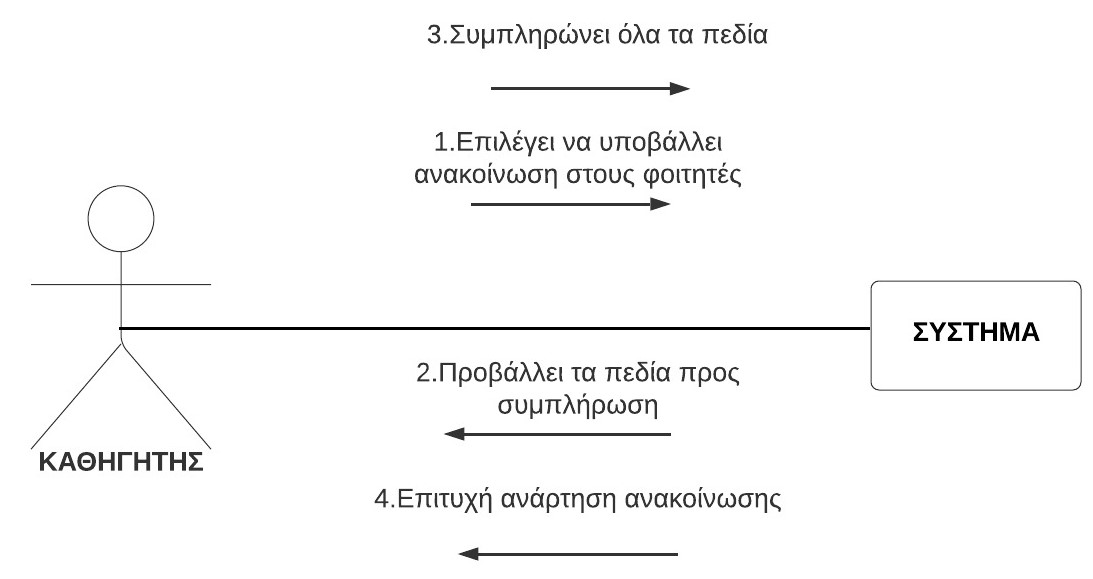 3.Συμπληρώνει όλα τα πεδία
1.Επιλέγει να υποβάλλει
ανακοίνωση στους φοιτητές
ΣΥΣΤΗΜΑ
2.Προβάλλει τα πεδία προς
συμπλήρωση
ΚΑΘΗΓΗΤΗΣ
4.Επιτυχή ανάρτηση ανακοίνωσης